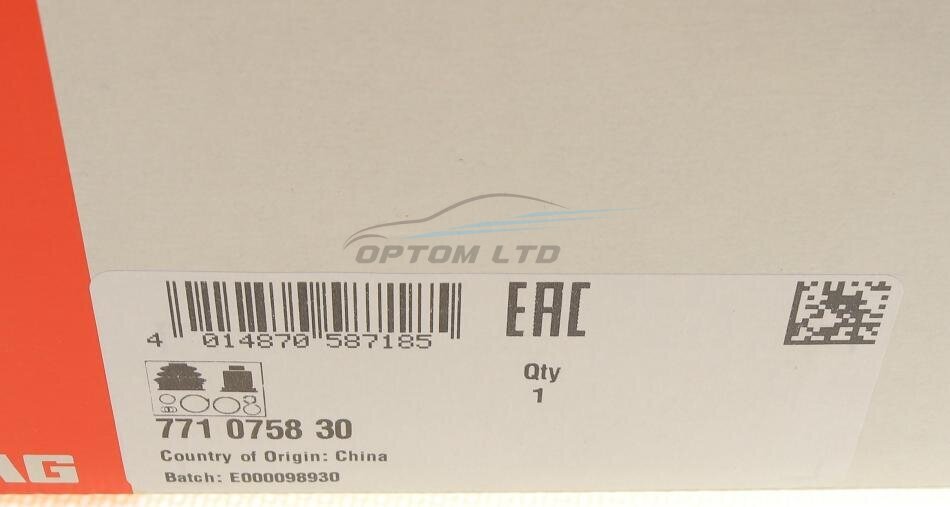 OPTOM LTD
4 014870 587185
EAC
Qty
1
771 0758 30
Country of Origin: China
Batch: E000098930
AG